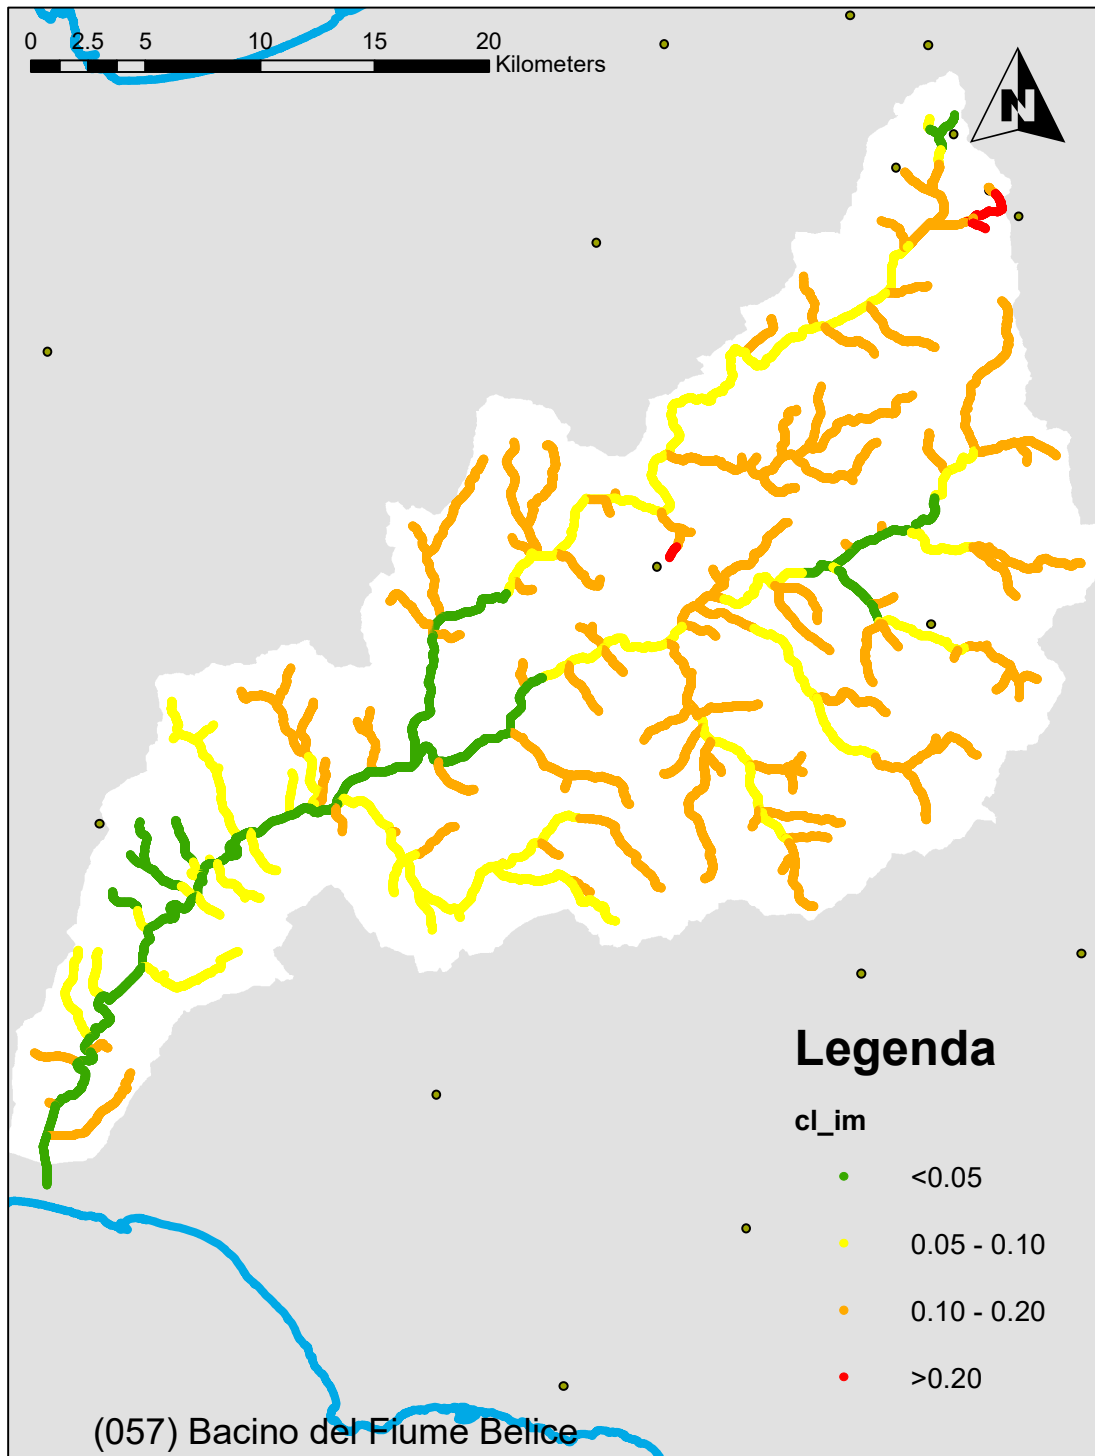 0 2.5 5 10 15 20
Kilometers
N
Legenda
cl_im
<0.05
0.05 - 0.10
0.10 - 0.20
>0.20
(057) Bacino del Fiume Belice